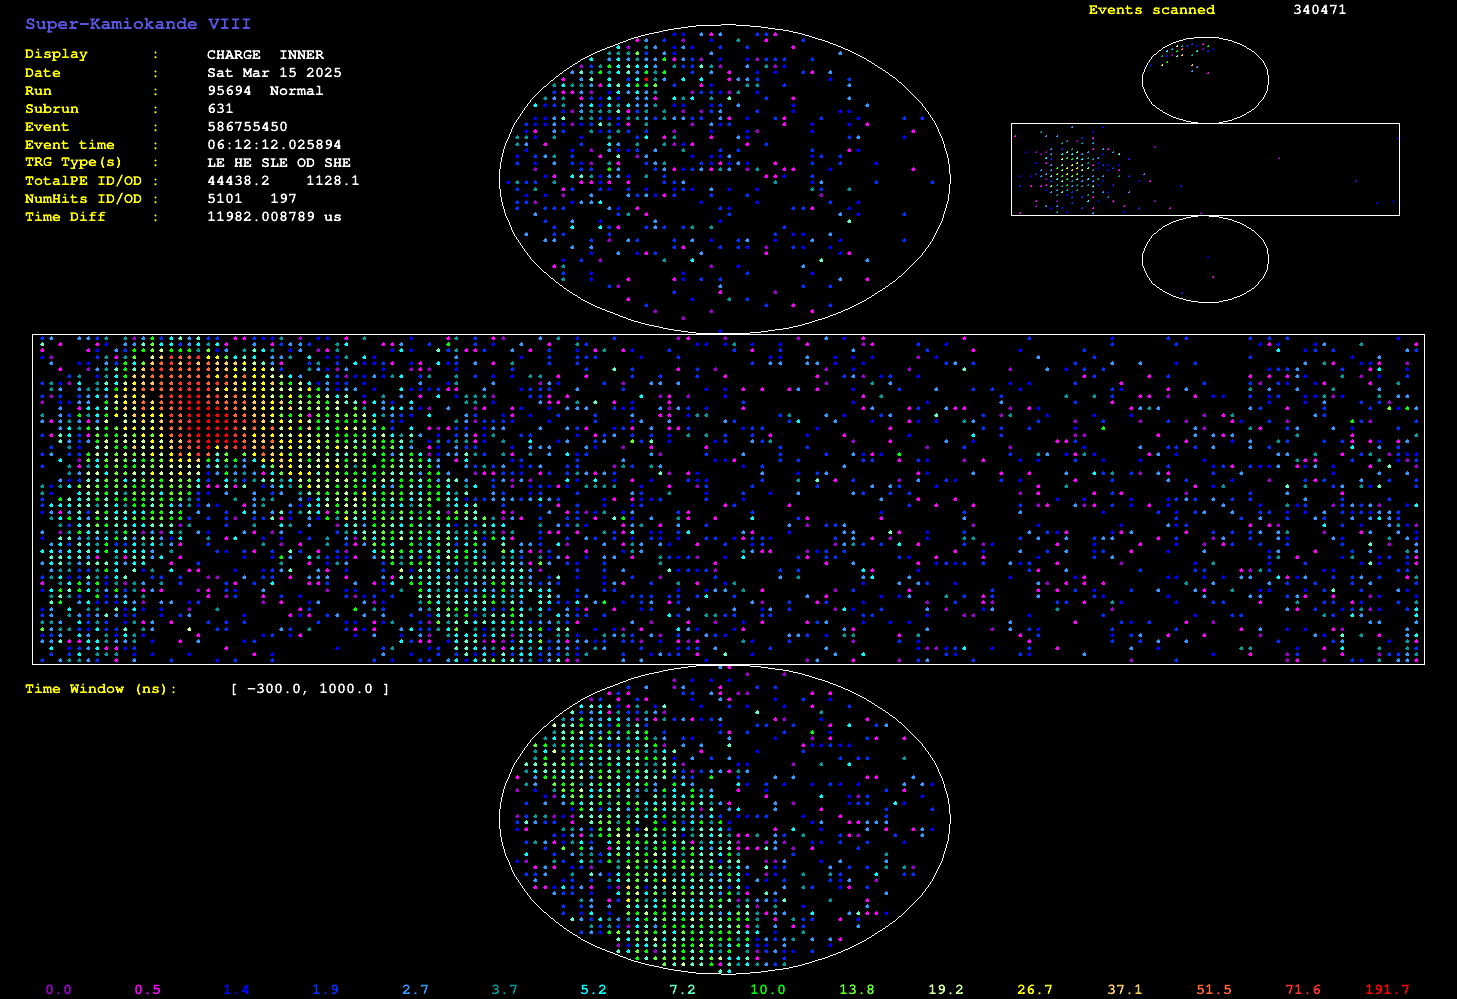 Super-Kamiokande VIII
Display : CHARGE INNER
Date : Sat Mar 15 2025
Run : 95694 Normal
Subrun : 631
Event : 586755450
Event time : 06:12:12.025894
TRG Type(s) : LE HE SLE OD SHE
TotalPE ID/OD : 44438.2 1128.1
NumHits ID/OD : 5101 197
Time Diff : 11982.008789 us
Events scanned 340471
Time Window (ns): [ -300.0, 1000.0 ]
0.0 0.5 1.4 1.9 2.7 3.7 5.2 7.2 10.0 13.8 19.2 26.7 37.1 51.5 71.6 191.7